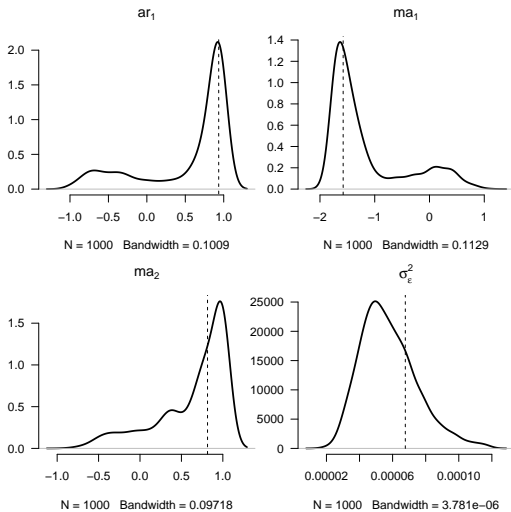 ar₁
2.0
1.5
1.0
0.5
0.0
−1.0 −0.5 0.0 0.5 1.0
N = 1000 Bandwidth = 0.1009
ma₁
1.4
1.2
1.0
0.8
0.6
0.4
0.2
0.0
−2 −1 0 1
N = 1000 Bandwidth = 0.1129
ma₂
1.5
1.0
0.5
0.0
−1.0 −0.5 0.0 0.5 1.0
N = 1000 Bandwidth = 0.09718
σ²ε
25000
20000
15000
10000
5000
0
0.00002 0.00006 0.00010
N = 1000 Bandwidth = 3.781e−06